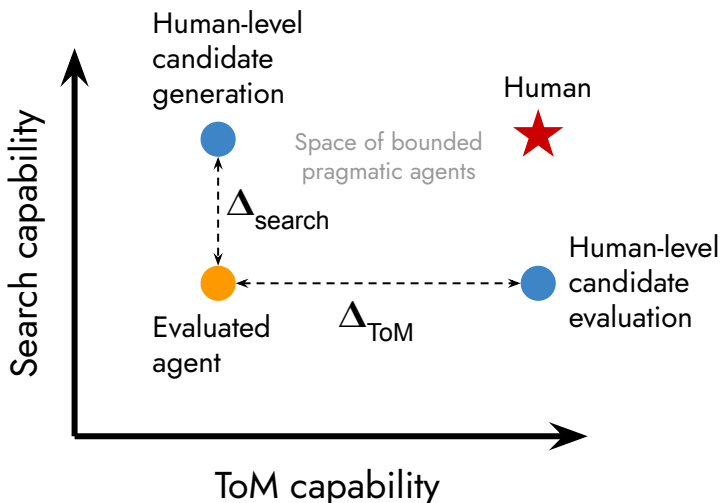 Human-level
candidate
generation
Human
Space of bounded
pragmatic agents
Search capability
Δsearch
Human-level
candidate
evaluation
Evaluated
agent
ΔToM
ToM capability